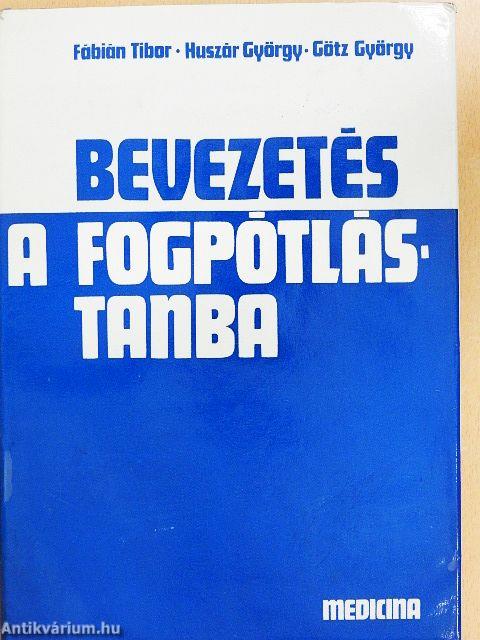 Fábián Tibor · Huszár György · Götz György
BEVEZETÉS
A FOGPÓTLÁS-
TANBA
MEDICINA
Antikvárium.hu